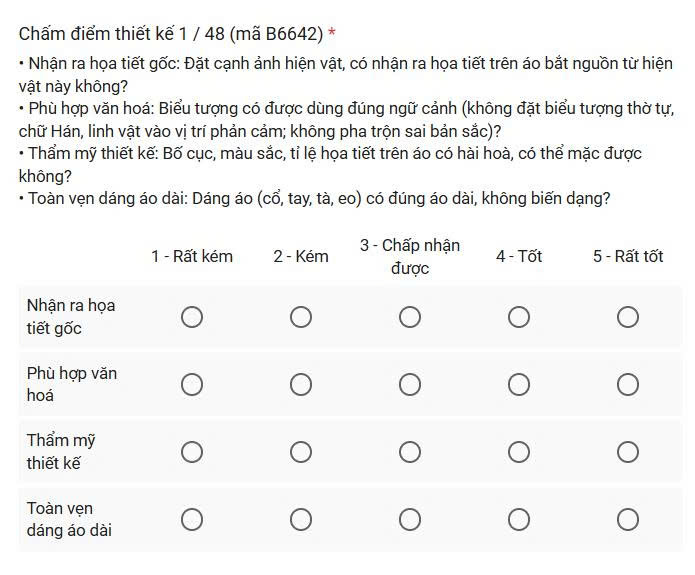 Chấm điểm thiết kế 1 / 48 (mã B6642) *
• Nhận ra họa tiết gốc: Đặt cạnh ảnh hiện vật, có nhận ra họa tiết trên áo bắt nguồn từ hiện
vật này không?
• Phù hợp văn hoá: Biểu tượng có được dùng đúng ngữ cảnh (không đặt biểu tượng thờ tự,
chữ Hán, linh vật vào vị trí phản cảm; không pha trộn sai bản sắc)?
• Thẩm mỹ thiết kế: Bố cục, màu sắc, tỉ lệ họa tiết trên áo có hài hoà, có thể mặc được
không?
• Toàn vẹn dáng áo dài: Dáng áo (cổ, tay, tà, eo) có đúng áo dài, không biến dạng?
1 - Rất kém
2 - Kém
3 - Chấp nhận
được
4 - Tốt
5 - Rất tốt
Nhận ra họa
tiết gốc
Phù hợp văn
hoá
Thẩm mỹ
thiết kế
Toàn vẹn
dáng áo dài